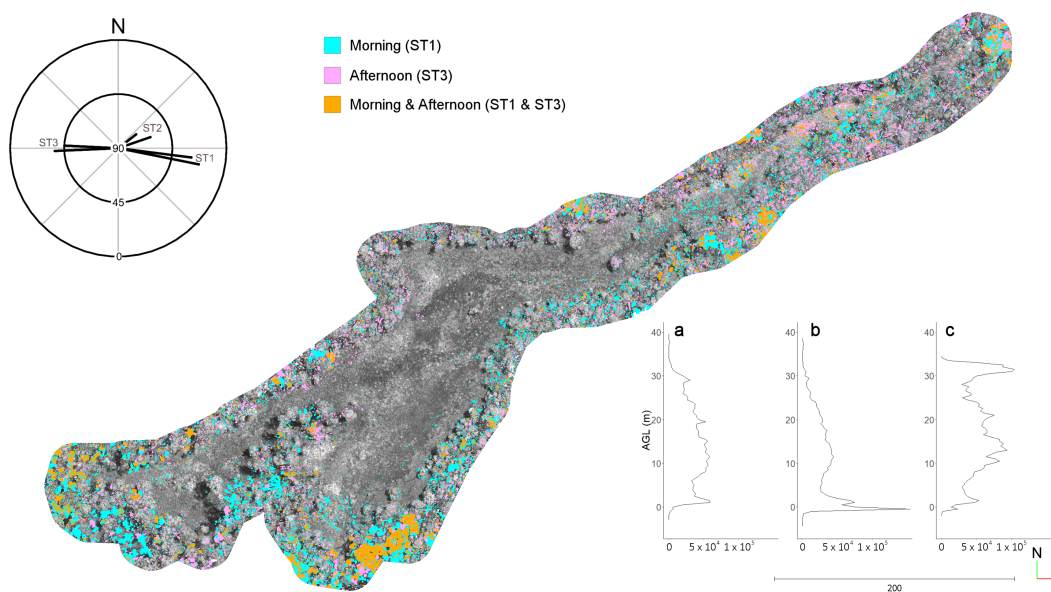 N
Morning (ST1)
Afternoon (ST3)
Morning & Afternoon (ST1 & ST3)
ST2
ST3
90
ST1
45
0
a
b
c
40
30
20
10
0
AGL (m)
0 5 x 10⁴ 1 x 10⁵
40
30
20
10
0
0 5 x 10⁴ 1 x 10⁵
40
30
20
10
0
0 5 x 10⁴ 1 x 10⁵
N
200